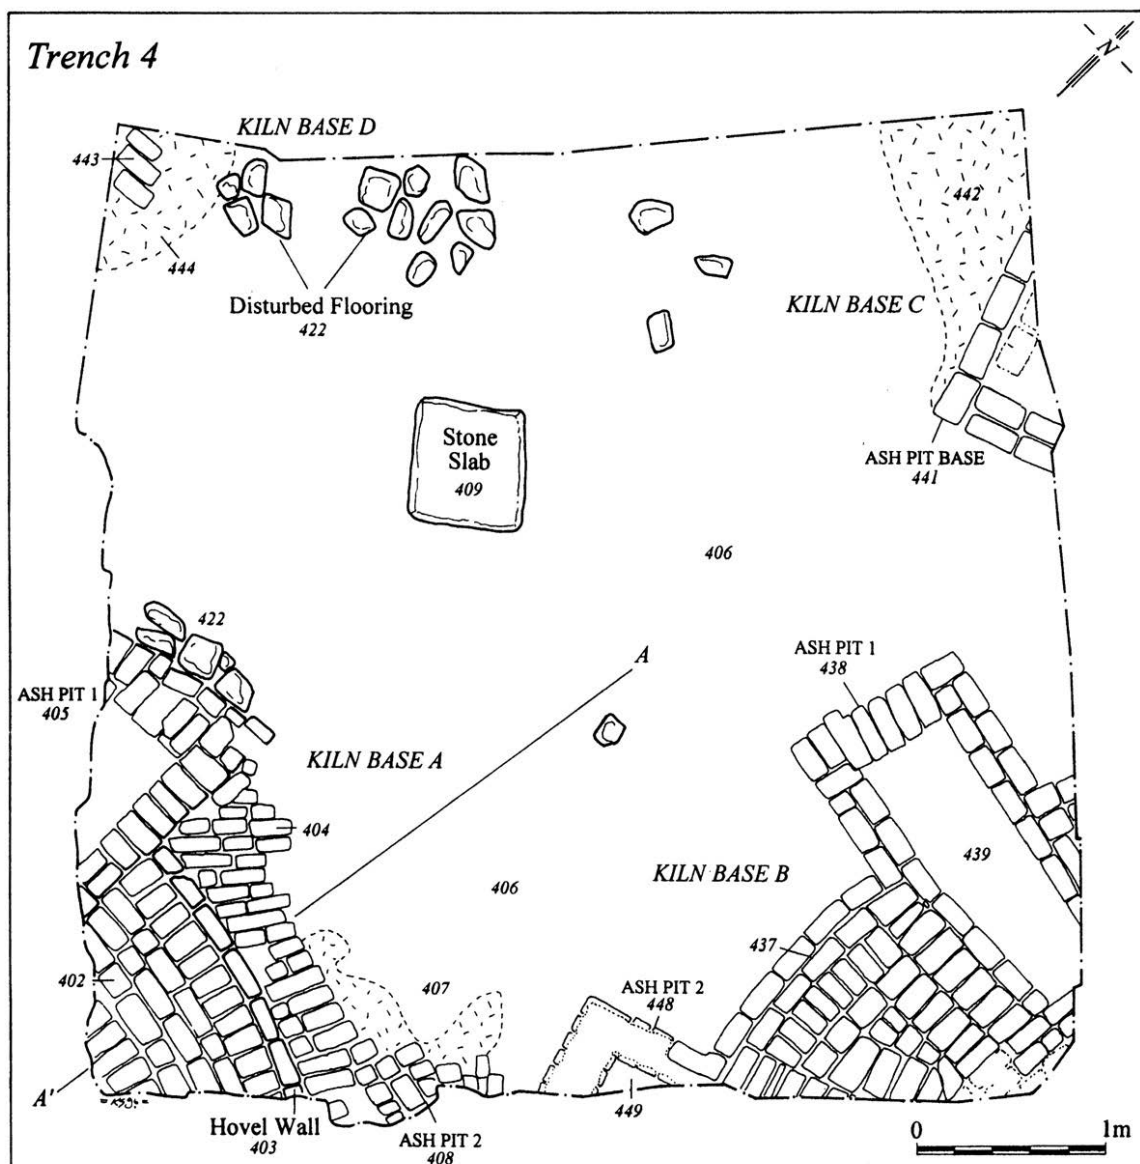 Trench 4
N
KILN BASE D
443
442
444
Disturbed Flooring
422
KILN BASE C
Stone
Slab
409
ASH PIT BASE
441
406
422
A
ASH PIT 1
438
ASH PIT 1
405
KILN BASE A
404
439
406
KILN BASE B
437
402
407
ASH PIT 2
448
A'
449
Hovel Wall
403
ASH PIT 2
408
0 1m